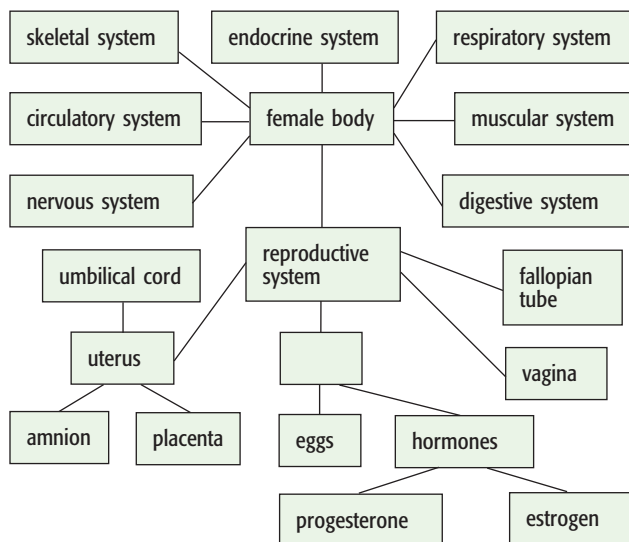 skeletal system
endocrine system
respiratory system
circulatory system
female body
muscular system
nervous system
digestive system
reproductive
system
umbilical cord
fallopian
tube
uterus
vagina
amnion
placenta
eggs
hormones
progesterone
estrogen